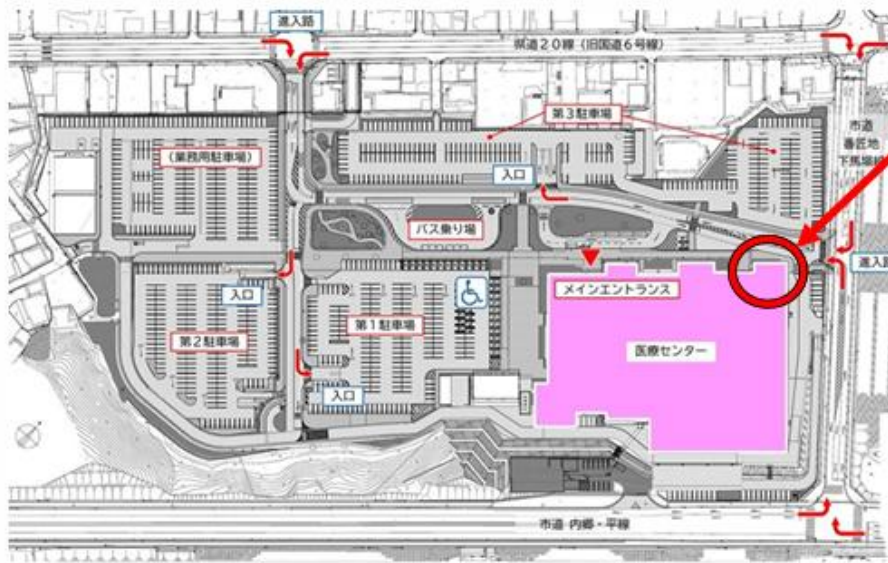 進入路
県道20線(旧国道6号線)
第3駐車場
市道
番匠地
下馬場線
(業務用駐車場)
入口
バス乗り場
進入路
メインエントランス
入口
第1駐車場
第2駐車場
医療センター
入口
市道 内郷・平線